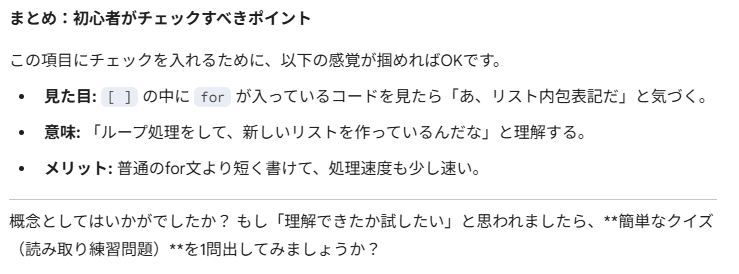 まとめ：初心者がチェックすべきポイント
この項目にチェックを入れるために、以下の感覚が掴めればOKです。
• 見た目: [ ] の中に for が入っているコードを見たら「あ、リスト内包表記だ」と気づく。
• 意味: 「ループ処理をして、新しいリストを作っているんだな」と理解する。
• メリット: 普通のfor文より短く書けて、処理速度も少し速い。
概念としてはいかがでしたか？ もし「理解できたか試したい」と思われましたら、**簡単なクイズ
（読み取り練習問題）**を1問出してみましょうか？